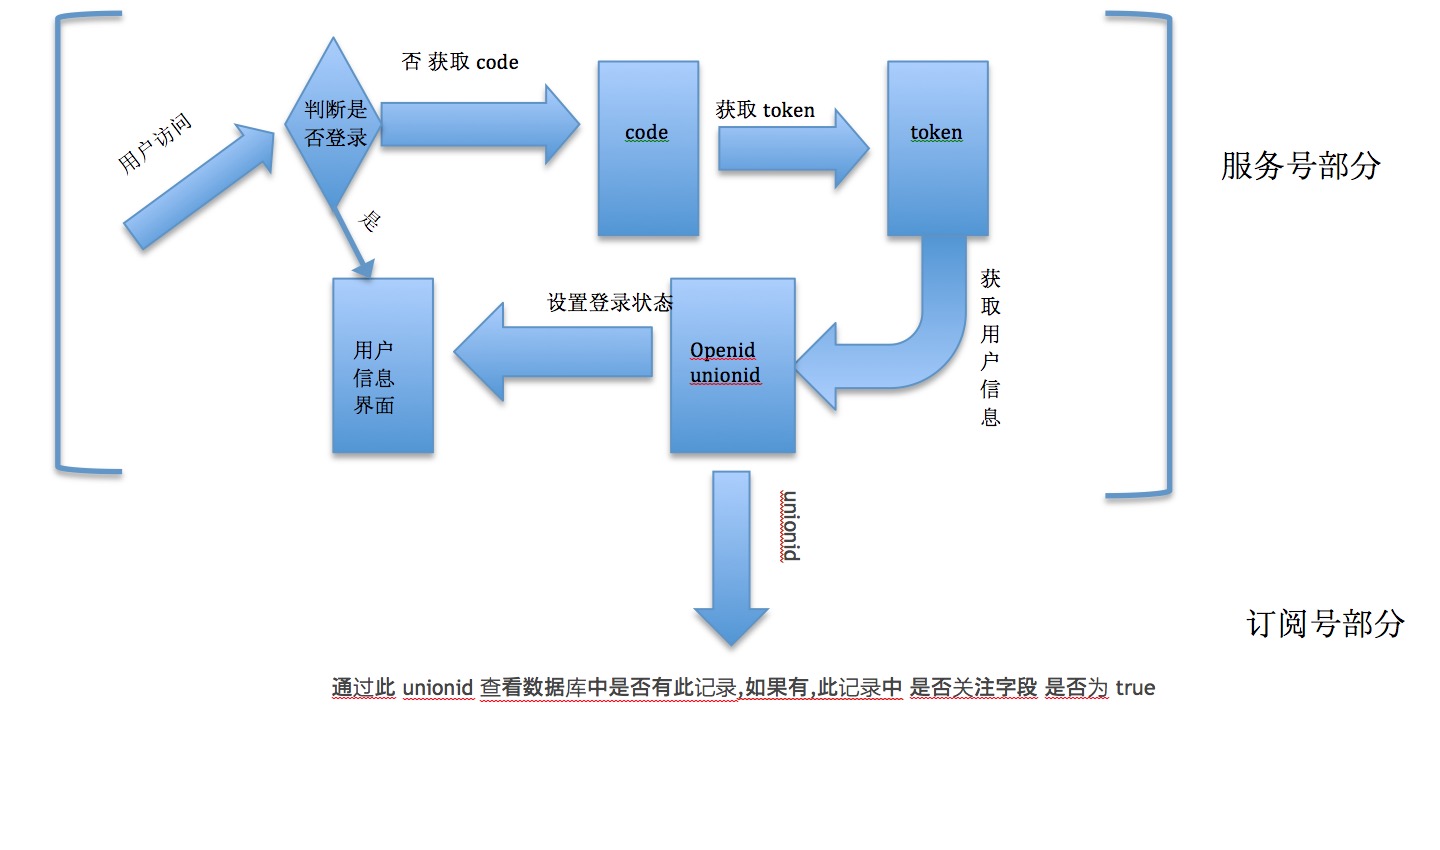 用户访问
判断是
否登录
否 获取 code
code
获取 token
token
服务号部分
是
获
取
用
户
信
息
Openid
unionid
设置登录状态
用户
信息
界面
unionid
订阅号部分
通过此 unionid 查看数据库中是否有此记录,如果有,此记录中 是否关注字段 是否为 true